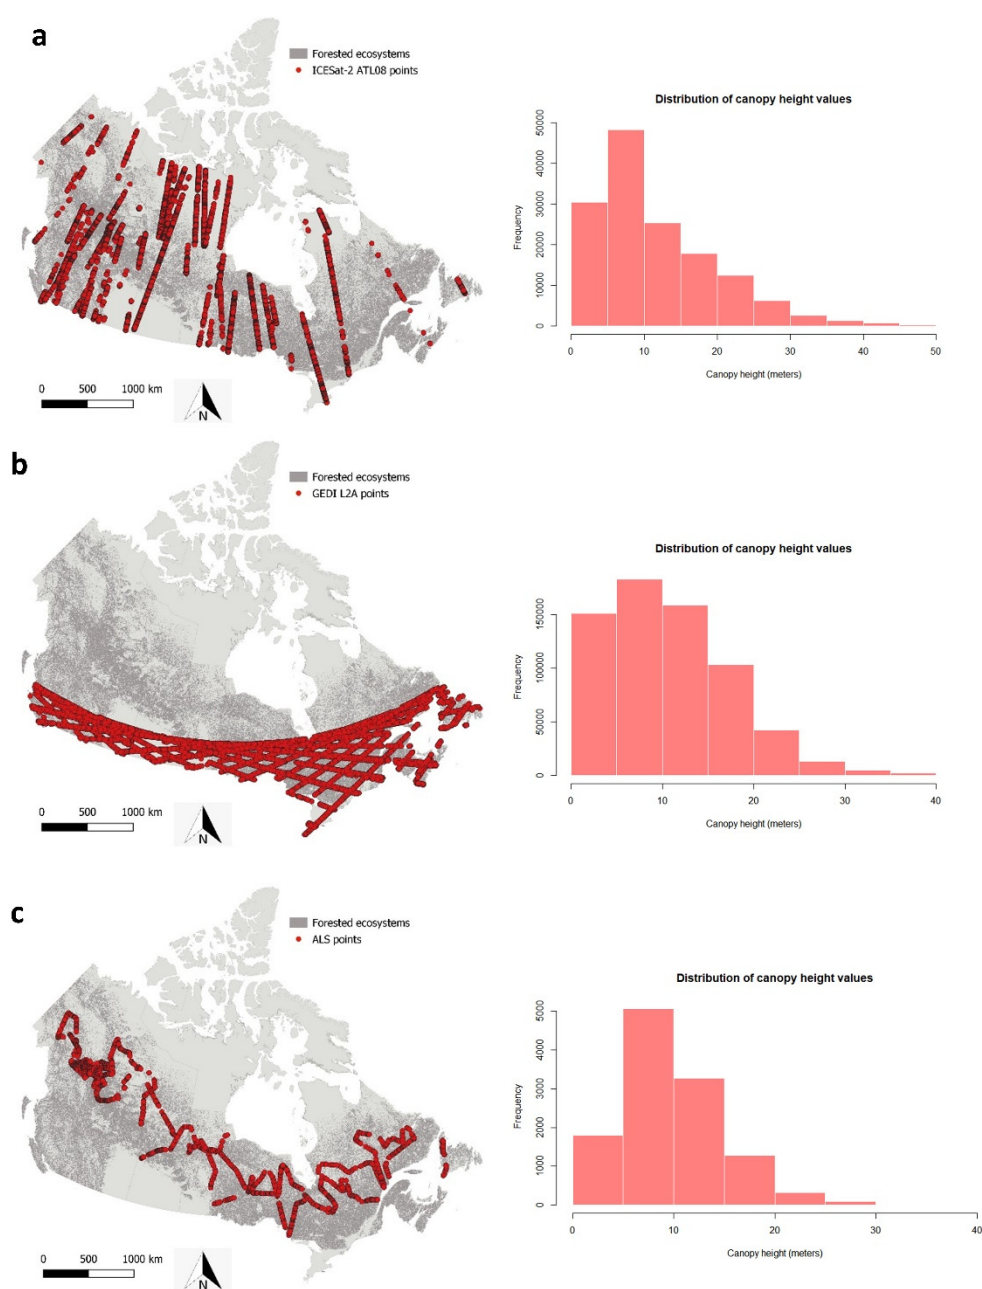 a
Forested ecosystems
ICESat-2 ATL08 points
0 500 1000 km
N
Distribution of canopy height values
Frequency
0 10000 20000 30000 40000 50000
0 10 20 30 40 50
Canopy height (meters)
b
Forested ecosystems
GEDI L2A points
0 500 1000 km
N
Distribution of canopy height values
Frequency
0 50000 100000 150000
0 10 20 30 40
Canopy height (meters)
c
Forested ecosystems
ALS points
0 500 1000 km
N
Distribution of canopy height values
Frequency
0 1000 2000 3000 4000 5000
0 10 20 30 40
Canopy height (meters)